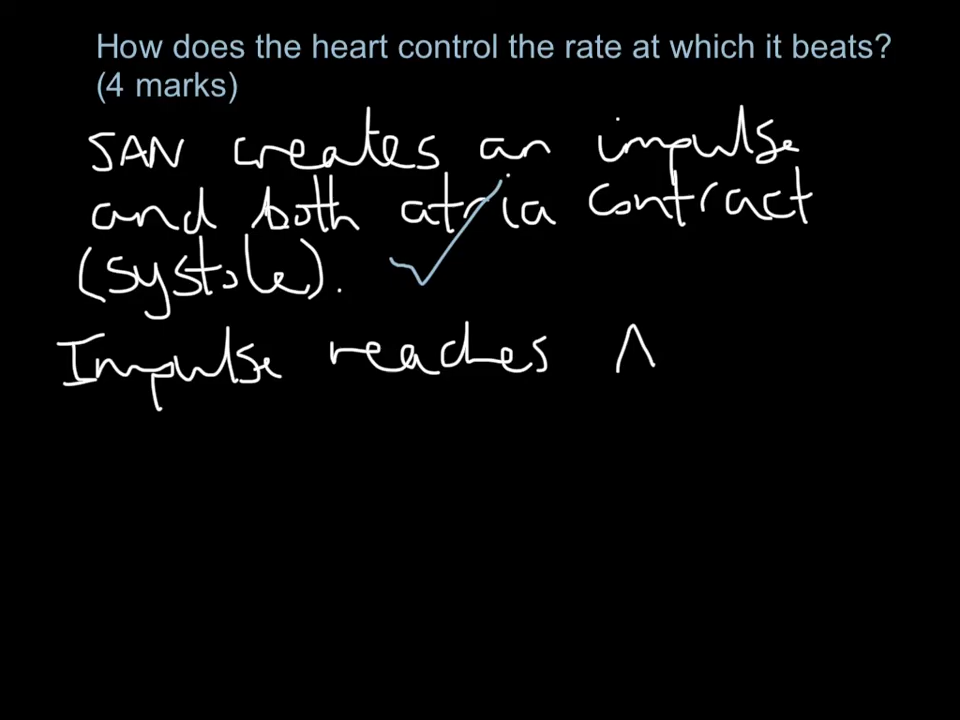 How does the heart control the rate at which it beats?
(4 marks)
SAN creates an impulse
and both atria contract
(systole).
Impulse reaches